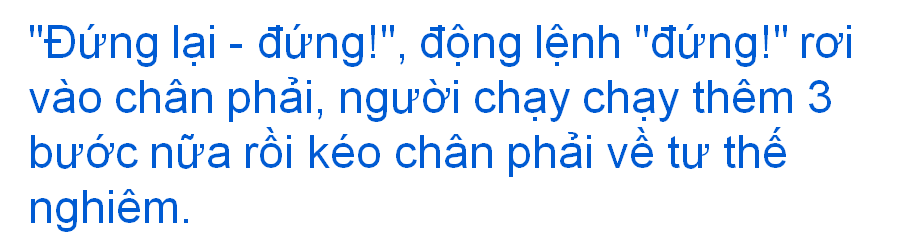 "Đứng lại - đứng!", động lệnh "đứng!" rơi
vào chân phải, người chạy chạy thêm 3
bước nữa rồi kéo chân phải về tư thế
nghiêm.